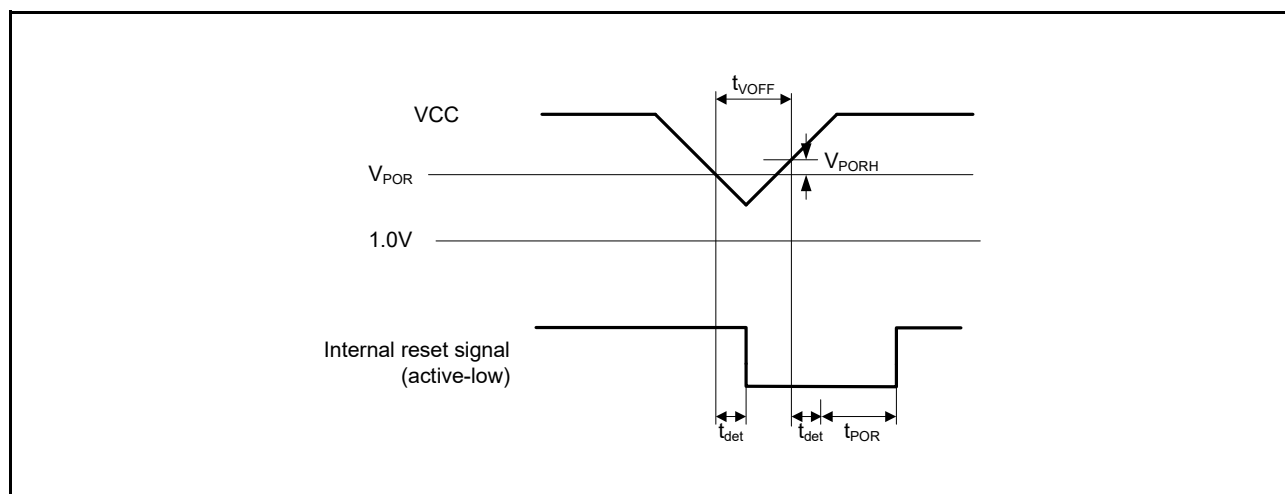 tVOFF
VCC
VPORH
VPOR
1.0V
Internal reset signal
(active-low)
tdet
tdet
tPOR